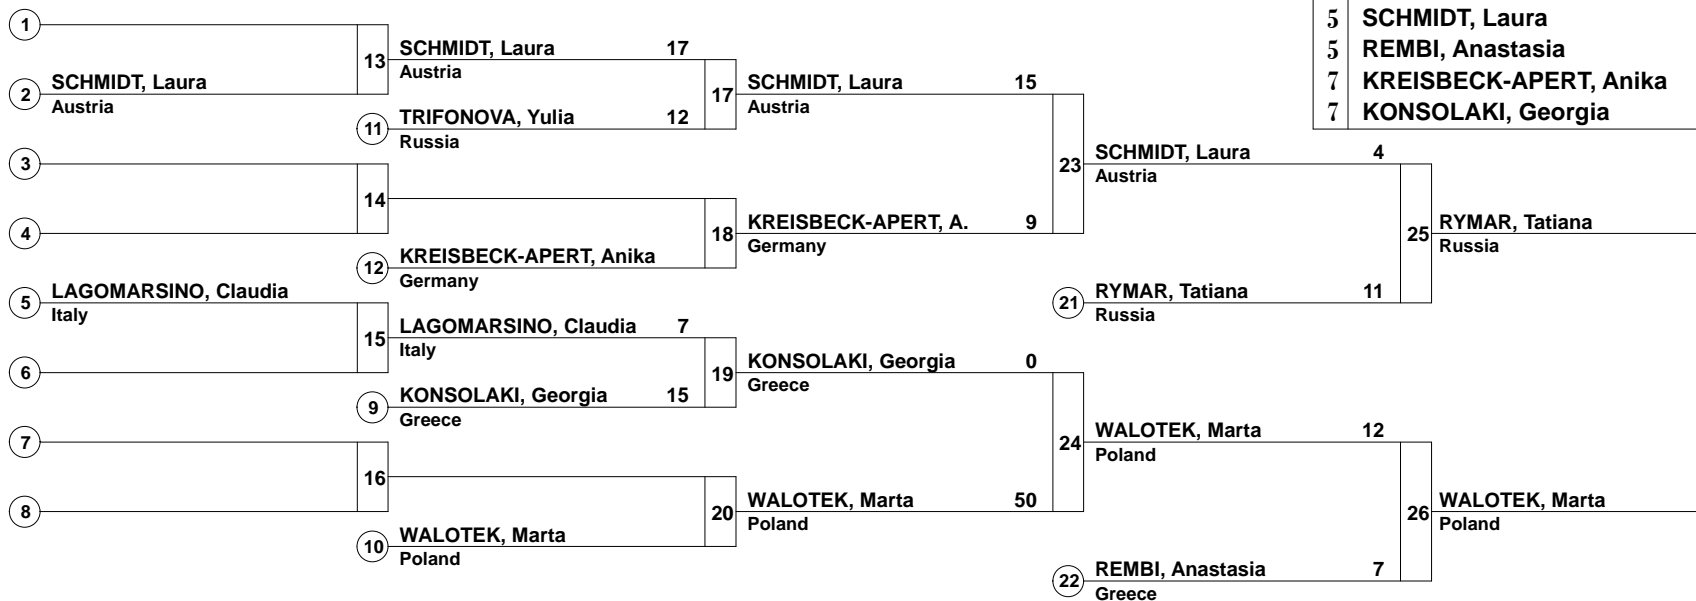 1
13
SCHMIDT, Laura 17
Austria
2
SCHMIDT, Laura
Austria
11
TRIFONOVA, Yulia 12
Russia
17
SCHMIDT, Laura 15
Austria
3
14
4
12
KREISBECK-APERT, Anika
Germany
18
KREISBECK-APERT, A. 9
Germany
23
SCHMIDT, Laura 4
Austria
5
LAGOMARSINO, Claudia
Italy
15
LAGOMARSINO, Claudia 7
Italy
6
9
KONSOLAKI, Georgia 15
Greece
19
KONSOLAKI, Georgia 0
Greece
7
16
8
10
WALOTEK, Marta
Poland
20
WALOTEK, Marta 50
Poland
24
WALOTEK, Marta 12
Poland
21
RYMAR, Tatiana 11
Russia
25
RYMAR, Tatiana
Russia
22
REMBI, Anastasia 7
Greece
26
WALOTEK, Marta
Poland
5 SCHMIDT, Laura
5 REMBI, Anastasia
7 KREISBECK-APERT, Anika
7 KONSOLAKI, Georgia